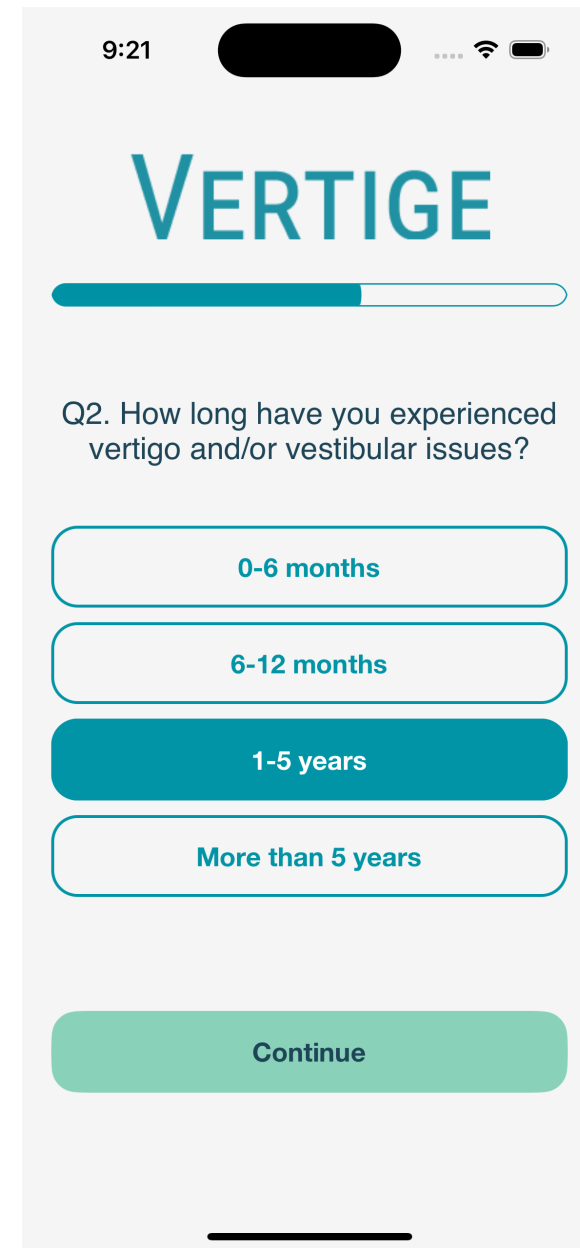 9:21
VERTIGE
Q2. How long have you experienced
vertigo and/or vestibular issues?
0-6 months
6-12 months
1-5 years
More than 5 years
Continue